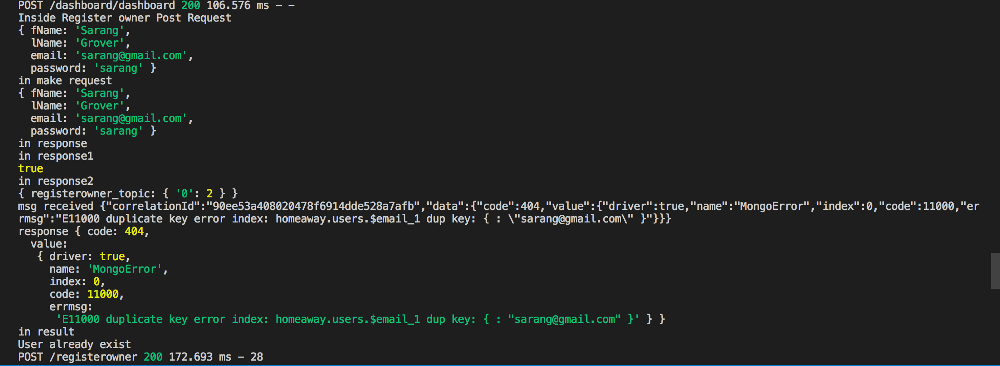 POST /dashboard/dashboard 200 106.576 ms - -
Inside Register owner Post Request
{ fName: 'Sarang',
  lName: 'Grover',
  email: 'sarang@gmail.com',
  password: 'sarang' }
in make request
{ fName: 'Sarang',
  lName: 'Grover',
  email: 'sarang@gmail.com',
  password: 'sarang' }
in response
in response1
true
in response2
{ registerowner_topic: { '0': 2 } }
msg received {"correlationId":"90ee53a408020478f6914dde528a7afb","data":{"code":404,"value":{"driver":true,"name":"MongoError","index":0,"code":11000,"er
rmsg":"E11000 duplicate key error index: homeaway.users.$email_1 dup key: { : \"sarang@gmail.com\" }"}}}
response { code: 404,
  value:
   { driver: true,
     name: 'MongoError',
     index: 0,
     code: 11000,
     errmsg:
      'E11000 duplicate key error index: homeaway.users.$email_1 dup key: { : "sarang@gmail.com" }' } }
in result
User already exist
POST /registerowner 200 172.693 ms - 28